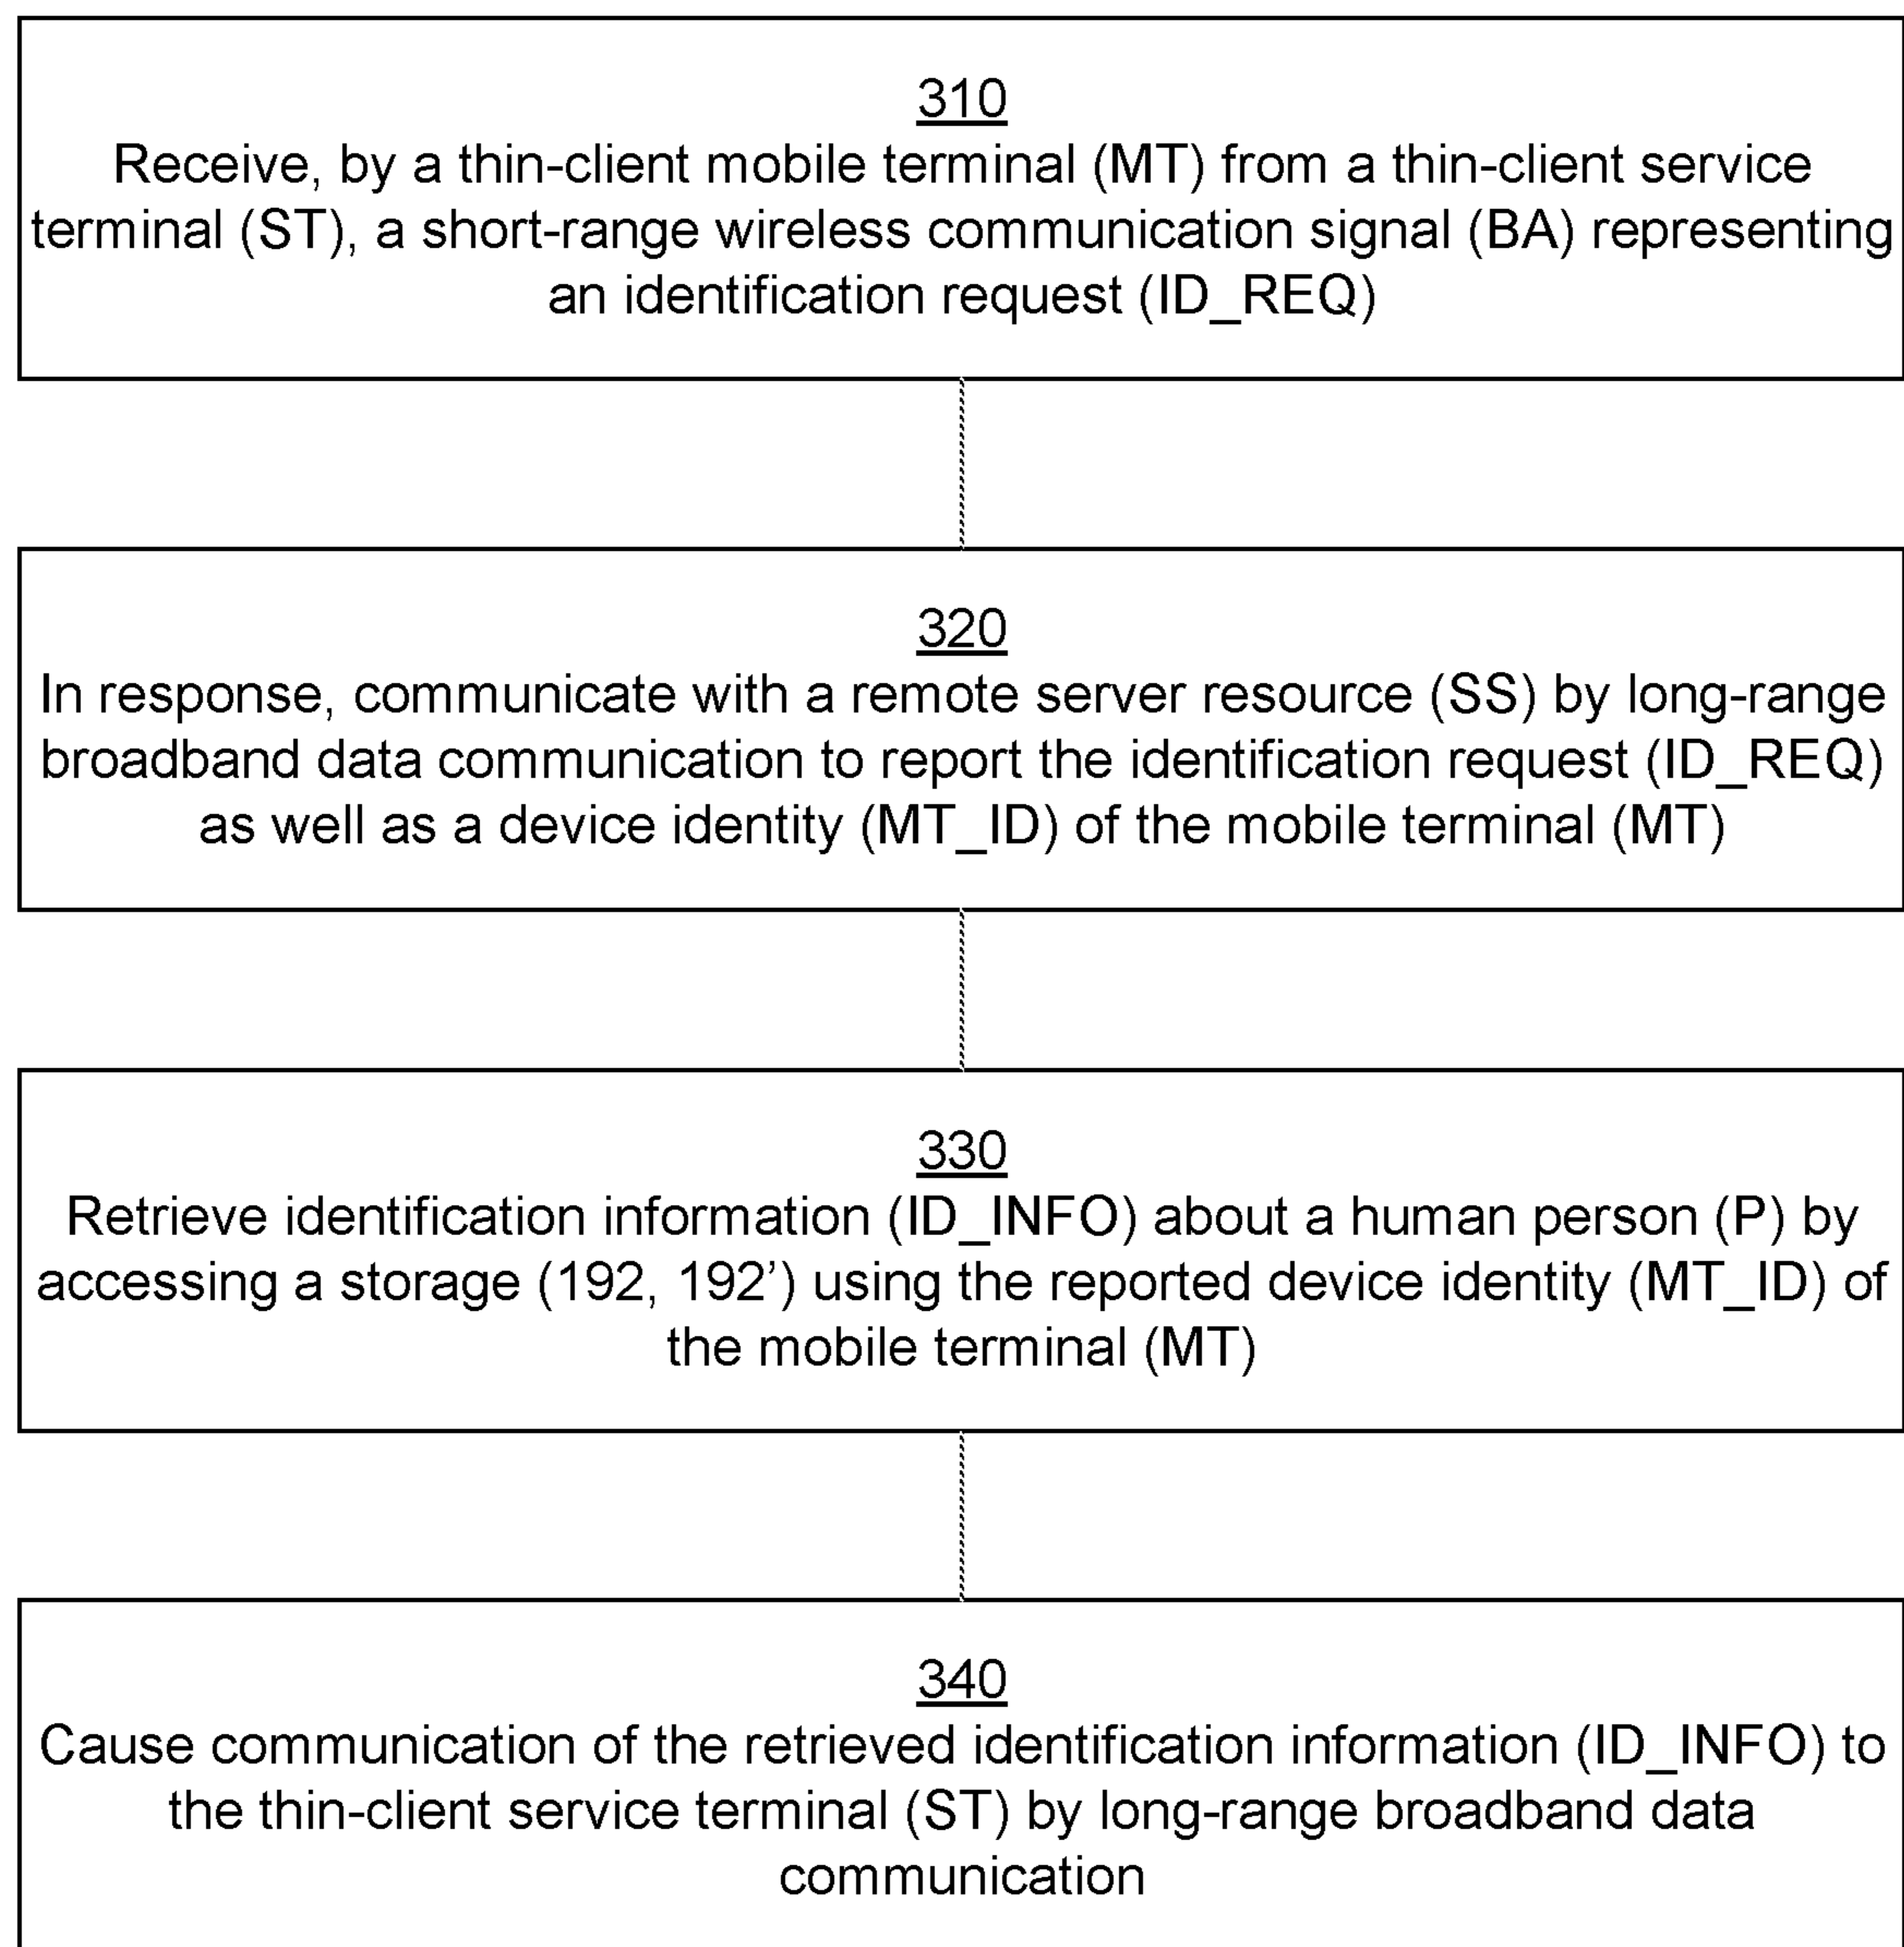 310
Receive, by a thin-client mobile terminal (MT) from a thin-client service
terminal (ST), a short-range wireless communication signal (BA) representing
an identification request (ID_REQ)
320
In response, communicate with a remote server resource (SS) by long-range
broadband data communication to report the identification request (ID_REQ)
as well as a device identity (MT_ID) of the mobile terminal (MT)
330
Retrieve identification information (ID_INFO) about a human person (P) by
accessing a storage (192, 192’) using the reported device identity (MT_ID) of
the mobile terminal (MT)
340
Cause communication of the retrieved identification information (ID_INFO) to
the thin-client service terminal (ST) by long-range broadband data
communication